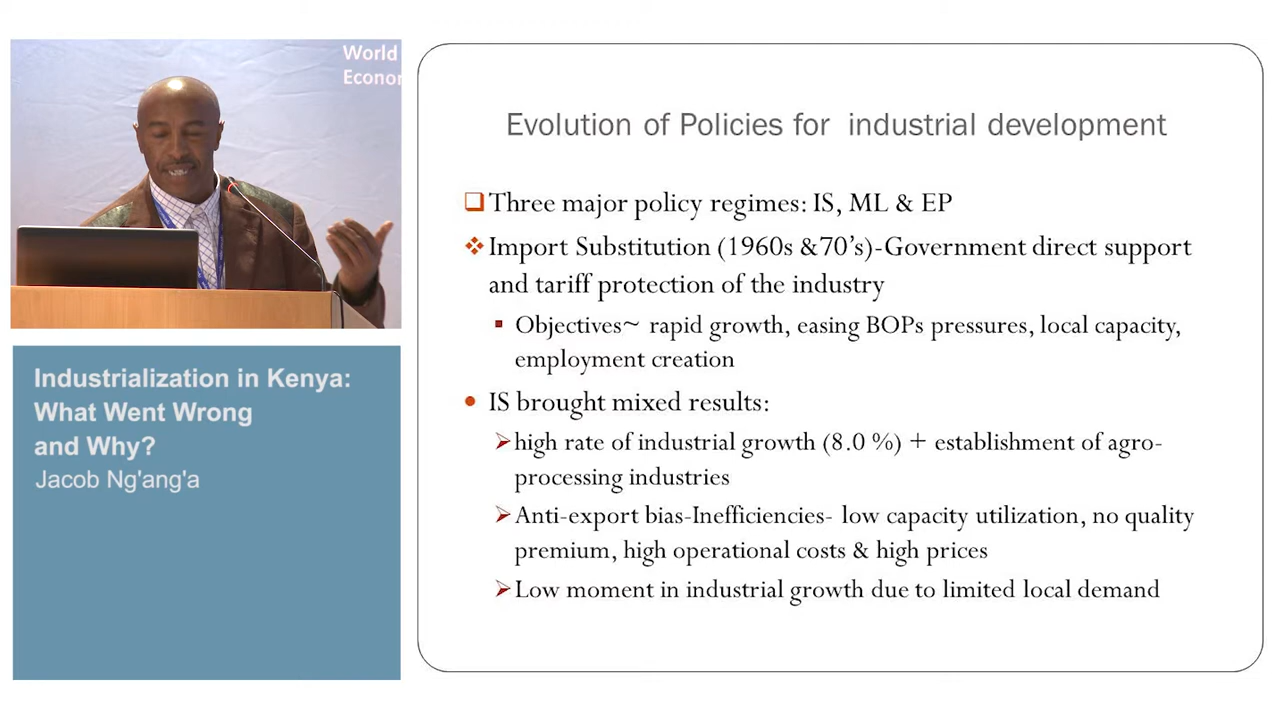 World
Econo
Industrialization in Kenya:
What Went Wrong
and Why?
Jacob Ng'ang'a
Evolution of Policies for industrial development
Three major policy regimes: IS, ML & EP
Import Substitution (1960s &70's)-Government direct support
and tariff protection of the industry
Objectives~ rapid growth, easing BOPs pressures, local capacity,
employment creation
IS brought mixed results:
high rate of industrial growth (8.0 %) + establishment of agro-
processing industries
Anti-export bias-Inefficiencies- low capacity utilization, no quality
premium, high operational costs & high prices
Low moment in industrial growth due to limited local demand